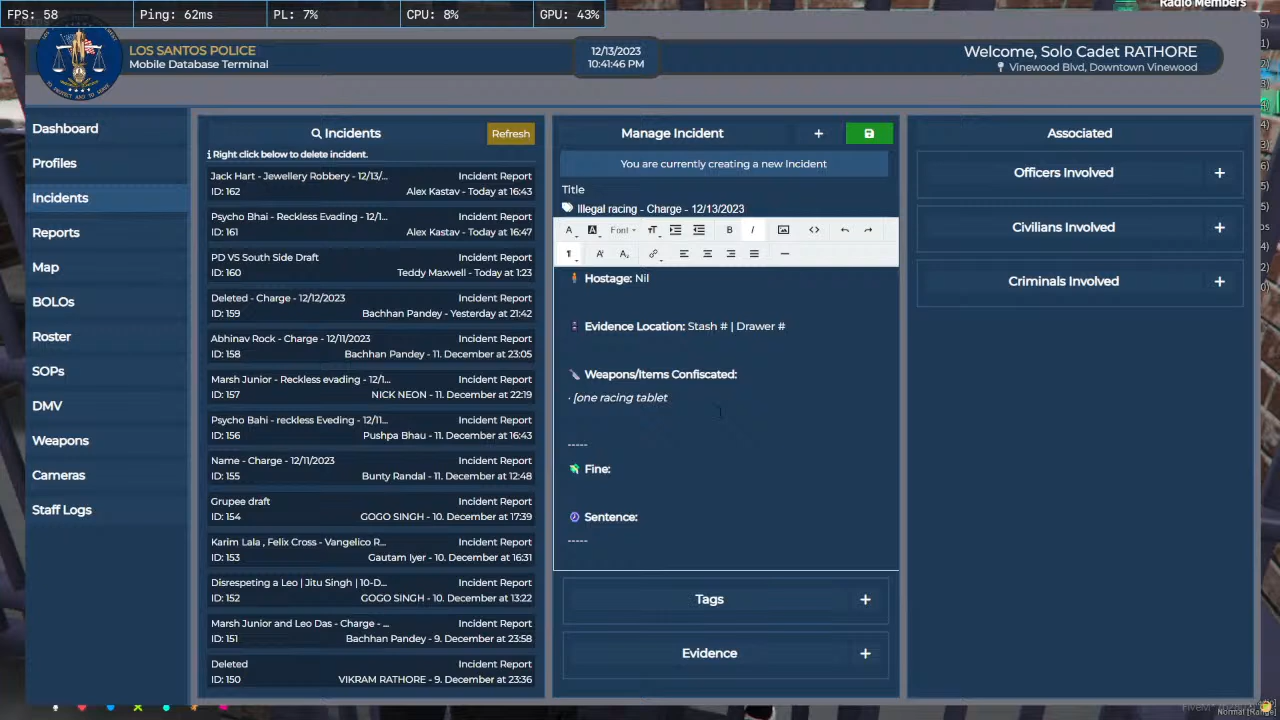 FPS: 58
Ping: 62ms
PL: 7%
CPU: 8%
GPU: 43%
Radio Members
LOS SANTOS POLICE
Mobile Database Terminal
12/13/2023
10:41:46 PM
Welcome, Solo Cadet RATHORE
Vinewood Blvd, Downtown Vinewood
Dashboard
Profiles
Incidents
Reports
Map
BOLOs
Roster
SOPs
DMV
Weapons
Cameras
Staff Logs
Incidents
Refresh
Right click below to delete incident.
Jack Hart - Jewellery Robbery - 12/13/... Incident Report
ID: 162 Alex Kastav - Today at 16:43
Psycho Bhai - Reckless Evading - 12/1... Incident Report
ID: 161 Alex Kastav - Today at 16:47
PD VS South Side Draft Incident Report
ID: 160 Teddy Maxwell - Today at 1:23
Deleted - Charge - 12/12/2023 Incident Report
ID: 159 Bachhan Pandey - Yesterday at 21:42
Abhinav Rock - Charge - 12/11/2023 Incident Report
ID: 158 Bachhan Pandey - 11. December at 23:05
Marsh Junior - Reckless evading - 12/1... Incident Report
ID: 157 NICK NEON - 11. December at 22:19
Psycho Bahi - reckless Eveding - 12/11... Incident Report
ID: 156 Pushpa Bhau - 11. December at 16:43
Name - Charge - 12/11/2023 Incident Report
ID: 155 Bunty Randal - 11. December at 12:48
Grupee draft Incident Report
ID: 154 GOGO SINGH - 10. December at 17:39
Karim Lala , Felix Cross - Vangelico R... Incident Report
ID: 153 Gautam Iyer - 10. December at 16:31
Disrespeting a Leo | Jitu Singh | 10-D... Incident Report
ID: 152 GOGO SINGH - 10. December at 13:22
Marsh Junior and Leo Das - Charge - ... Incident Report
ID: 151 Bachhan Pandey - 9. December at 23:58
Deleted Incident Report
ID: 150 VIKRAM RATHORE - 9. December at 23:36
Manage Incident +
You are currently creating a new Incident
Title
Illegal racing - Charge - 12/13/2023
Font
Hostage: Nil
Evidence Location: Stash # | Drawer #
Weapons/Items Confiscated:
· [one racing tablet
-----
Fine:
Sentence:
-----
Tags +
Evidence +
Associated
Officers Involved +
Civilians Involved +
Criminals Involved +
Normal [Range]